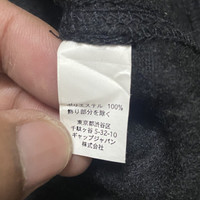 ポリエステル 100%
飾り部分を除く
東京都渋谷区
千駄ヶ谷 5-32-10
ギャップジャパン
株式会社